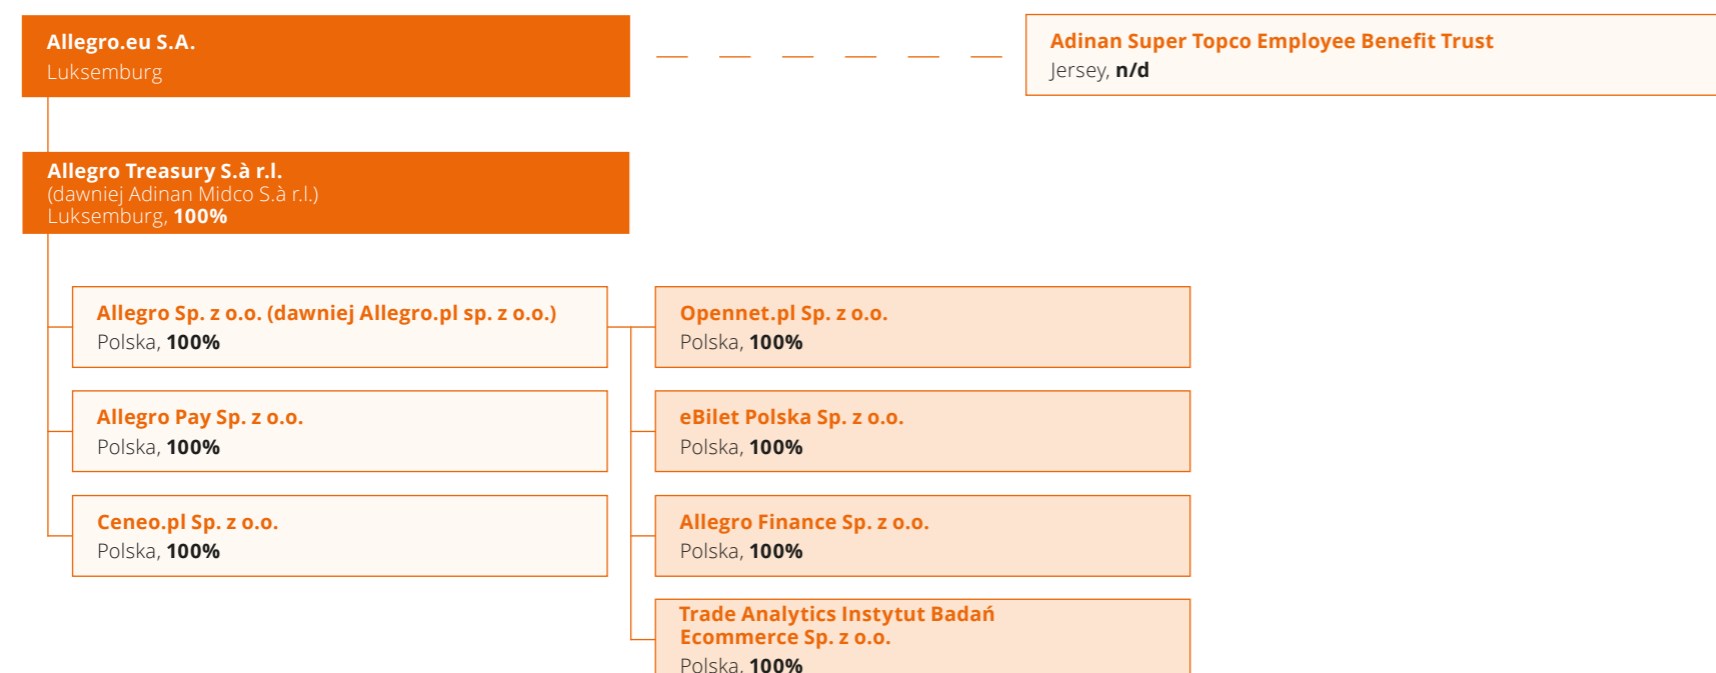 Allegro.eu S.A.
Luksemburg
Adinan Super Topco Employee Benefit Trust
Jersey, n/d
Allegro Treasury S.à r.l.
(dawniej Adinan Midco S.à r.l.)
Luksemburg, 100%
Allegro Sp. z o.o. (dawniej Allegro.pl sp. z o.o.)
Polska, 100%
Opennet.pl Sp. z o.o.
Polska, 100%
Allegro Pay Sp. z o.o.
Polska, 100%
eBilet Polska Sp. z o.o.
Polska, 100%
Ceneo.pl Sp. z o.o.
Polska, 100%
Allegro Finance Sp. z o.o.
Polska, 100%
Trade Analytics Instytut Badań
Ecommerce Sp. z o.o.
Polska, 100%